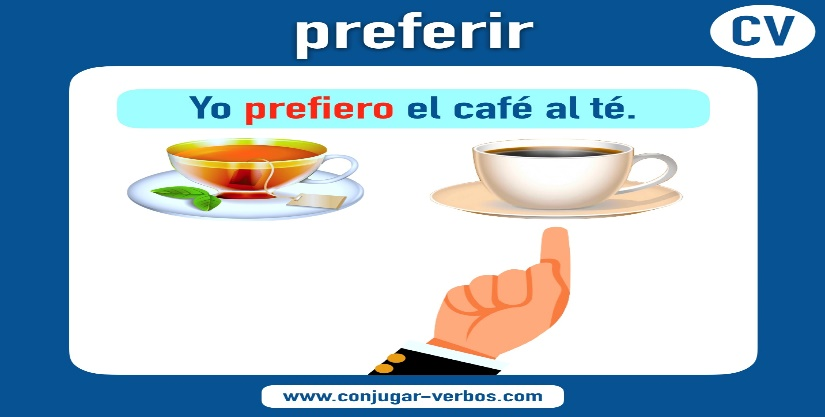 preferir
CV
Yo prefiero el café al té.
www.conjugar-verbos.com